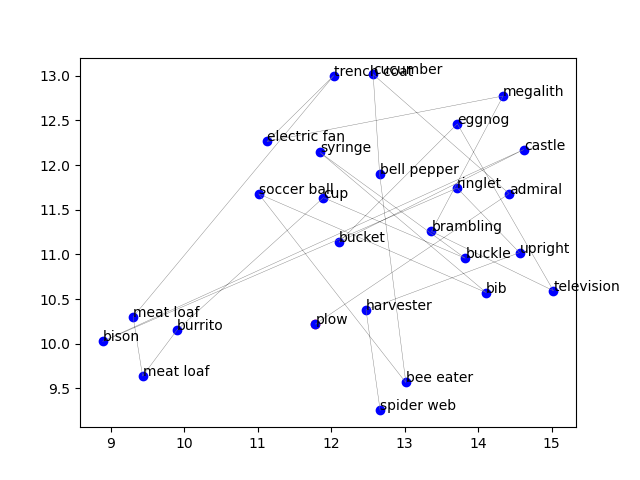 13.0
12.5
12.0
11.5
11.0
10.5
10.0
9.5
trench coat
cucumber
megalith
eggnog
electric fan
syringe
castle
bell pepper
ringlet
soccer ball
cup
admiral
brambling
bucket
buckle
upright
bib
television
meat loaf
burrito
harvester
plow
bison
meat loaf
bee eater
spider web
9
10
11
12
13
14
15